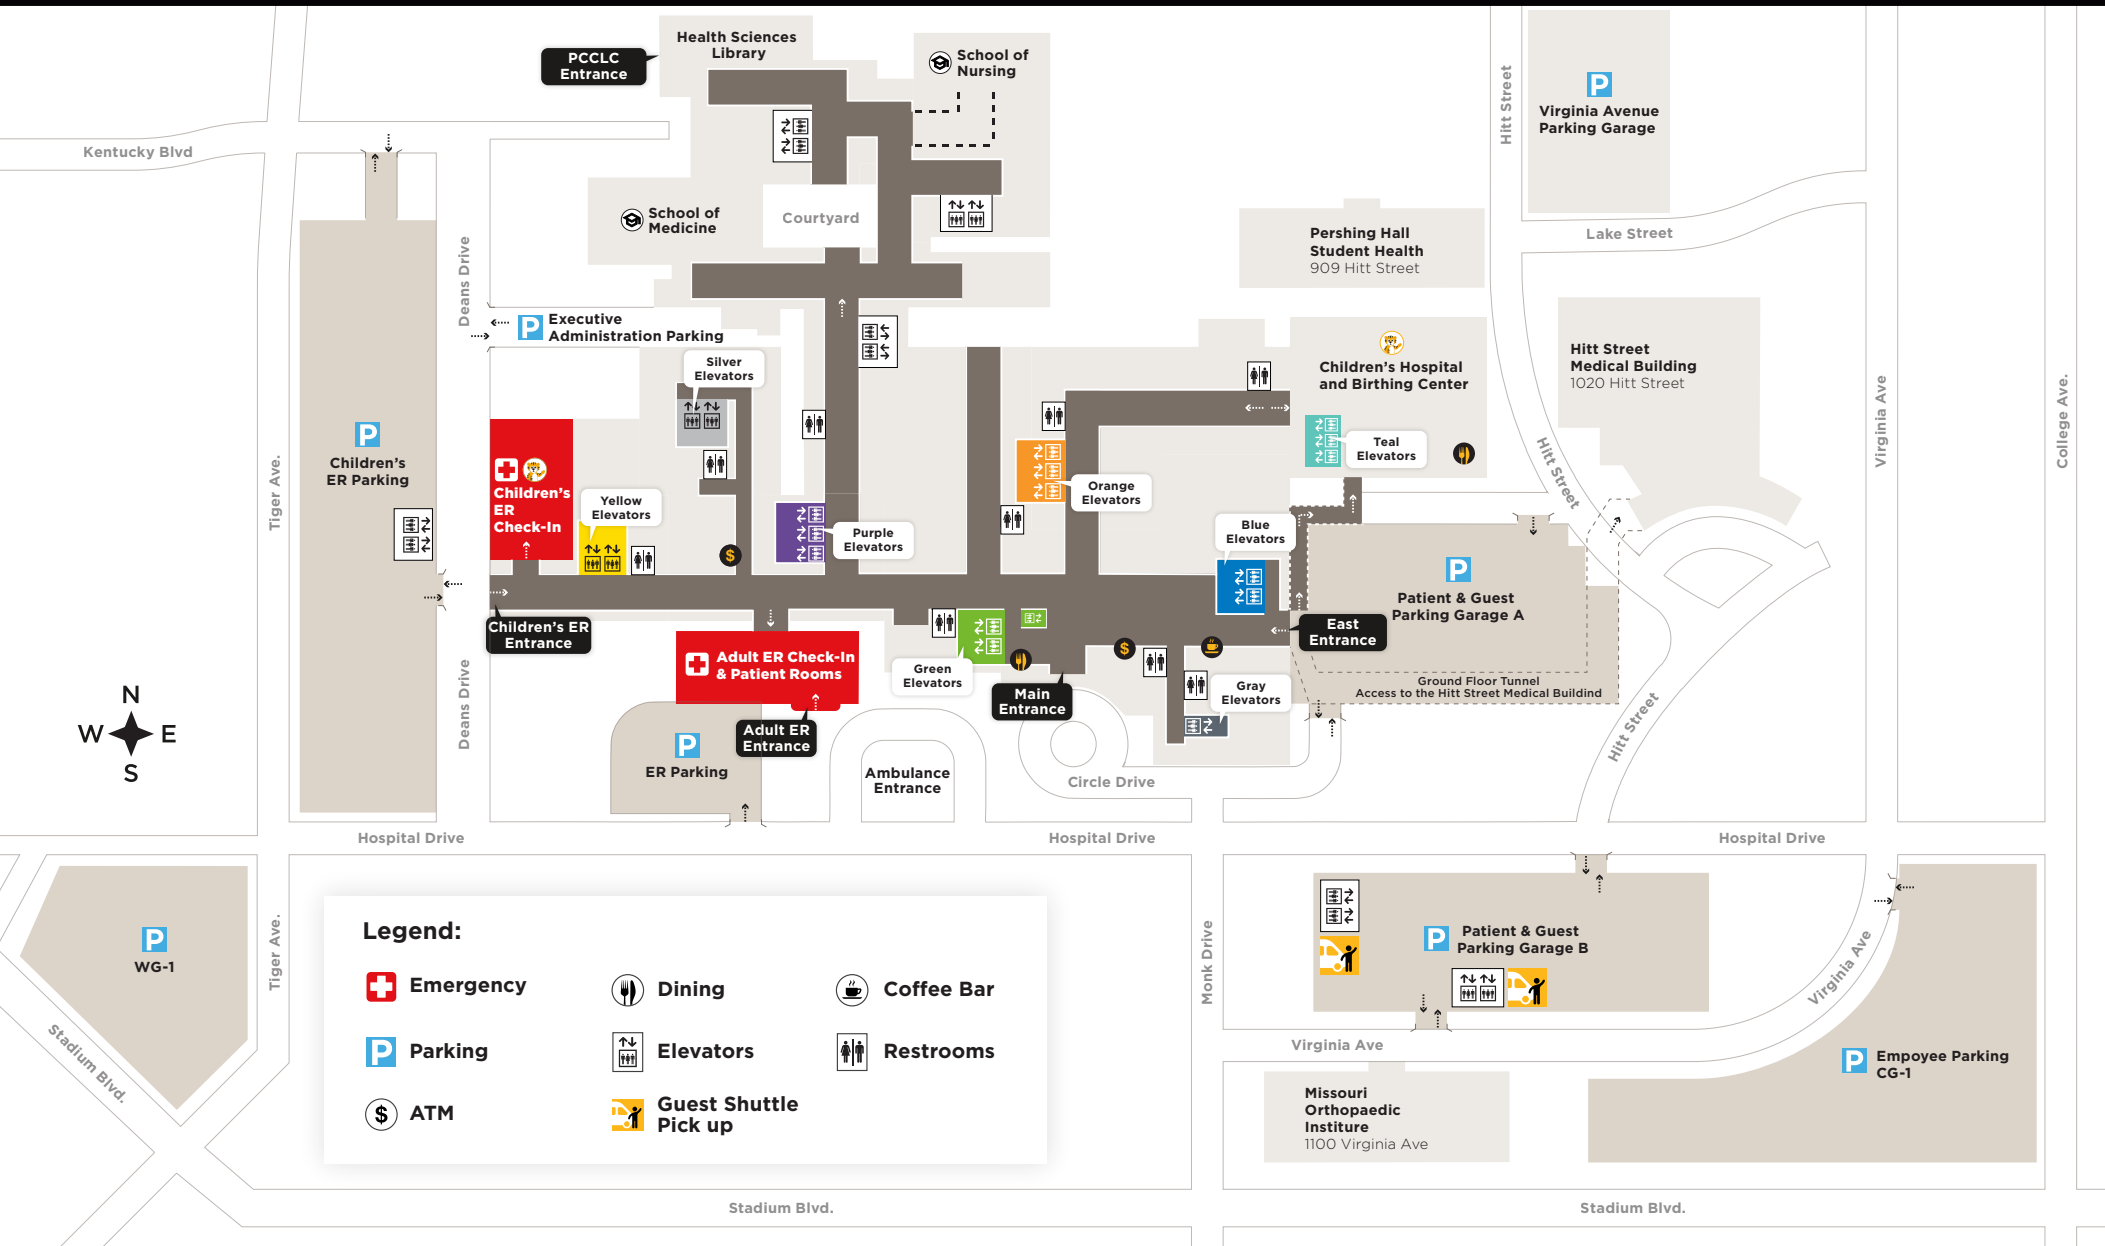 Health Sciences
Library
PCCLC
Entrance
School of
Nursing
Hitt Street
P
Virginia Avenue
Parking Garage
Kentucky Blvd
School of
Medicine
Courtyard
Pershing Hall
Student Health
909 Hitt Street
Lake Street
Deans Drive
P
Executive
Administration Parking
Silver
Elevators
Children's Hospital
and Birthing Center
Hitt Street
Medical Building
1020 Hitt Street
Virginia Ave
College Ave.
P
Children's
ER Parking
Tiger Ave.
Children's
ER
Check-In
Yellow
Elevators
Purple
Elevators
Orange
Elevators
Teal
Elevators
Hitt Street
Blue
Elevators
$
P
Patient & Guest
Parking Garage A
Children's ER
Entrance
East
Entrance
Adult ER Check-In
& Patient Rooms
Green
Elevators
$
Main
Entrance
Gray
Elevators
Ground Floor Tunnel
Access to the Hitt Street Medical Buildind
N
W
E
S
Deans Drive
P
ER Parking
Adult ER
Entrance
Ambulance
Entrance
Circle Drive
Hitt Street
Hospital Drive
Hospital Drive
Hospital Drive
P
WG-1
Tiger Ave.
Stadium Blvd.
Legend:
Emergency
Dining
Coffee Bar
P
Parking
Elevators
Restrooms
$
ATM
Guest Shuttle
Pick up
Monk Drive
P
Patient & Guest
Parking Garage B
Virginia Ave
Virginia Ave
P
Empoyee Parking
CG-1
Missouri
Orthopaedic
Institure
1100 Virginia Ave
Stadium Blvd.
Stadium Blvd.